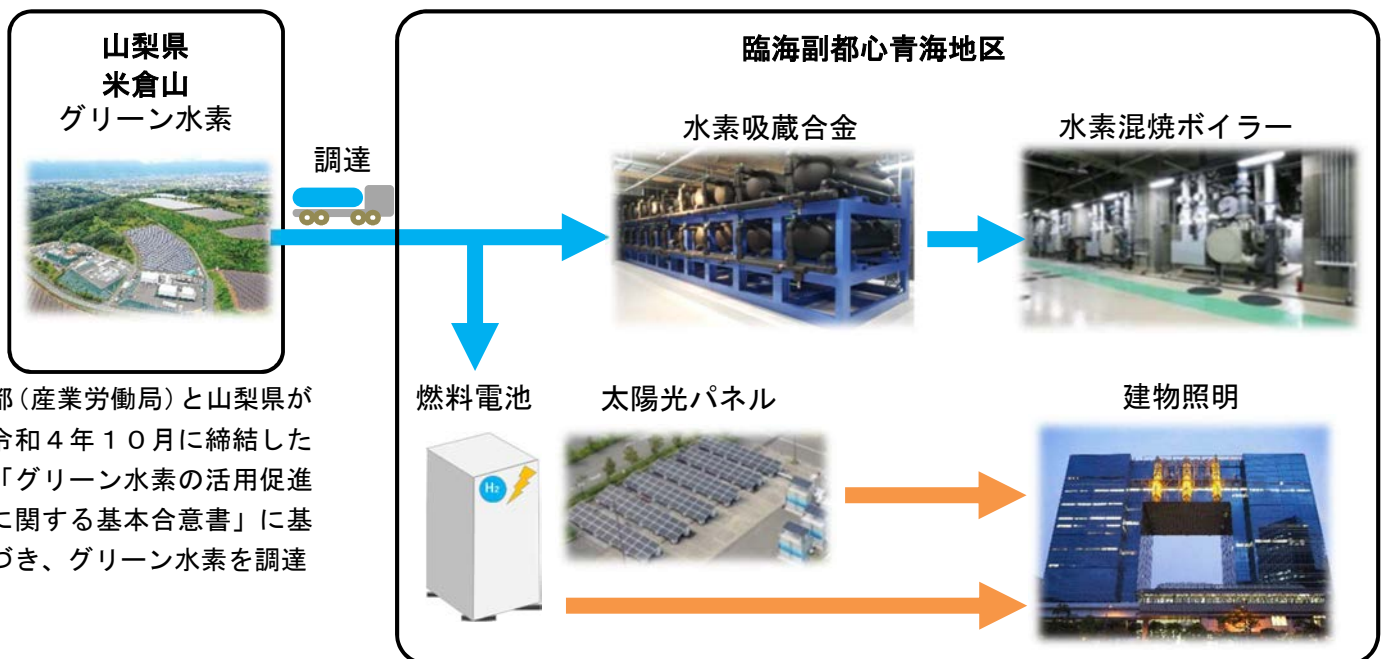 山梨県
米倉山
グリーン水素
調達
臨海副都心青海地区
水素吸蔵合金
水素混焼ボイラー
都(産業労働局)と山梨県が
令和4年10月に締結した
「グリーン水素の活用促進
に関する基本合意書」に基
づき、グリーン水素を調達
燃料電池
H2
太陽光パネル
建物照明